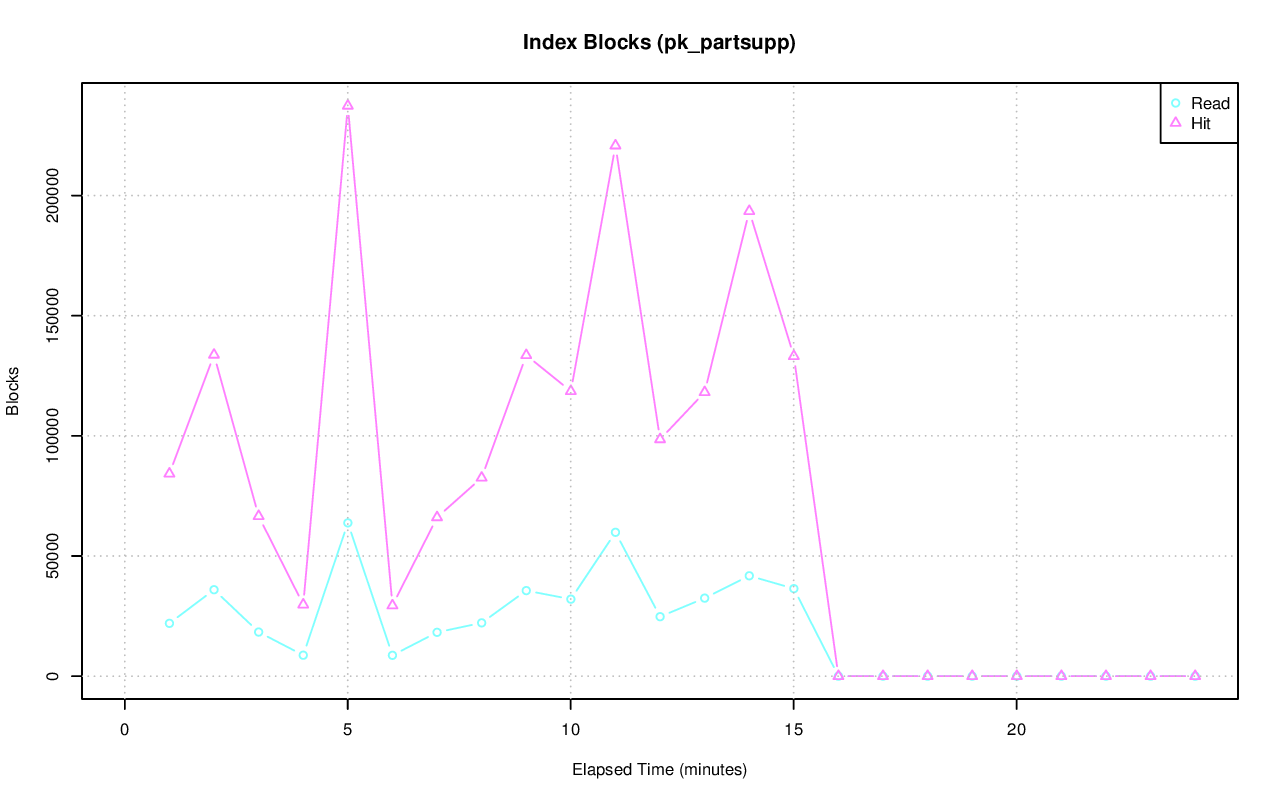 Index Blocks (pk_partsupp)
Read
Hit
Blocks
200000
150000
100000
50000
0
0 5 10 15 20
Elapsed Time (minutes)